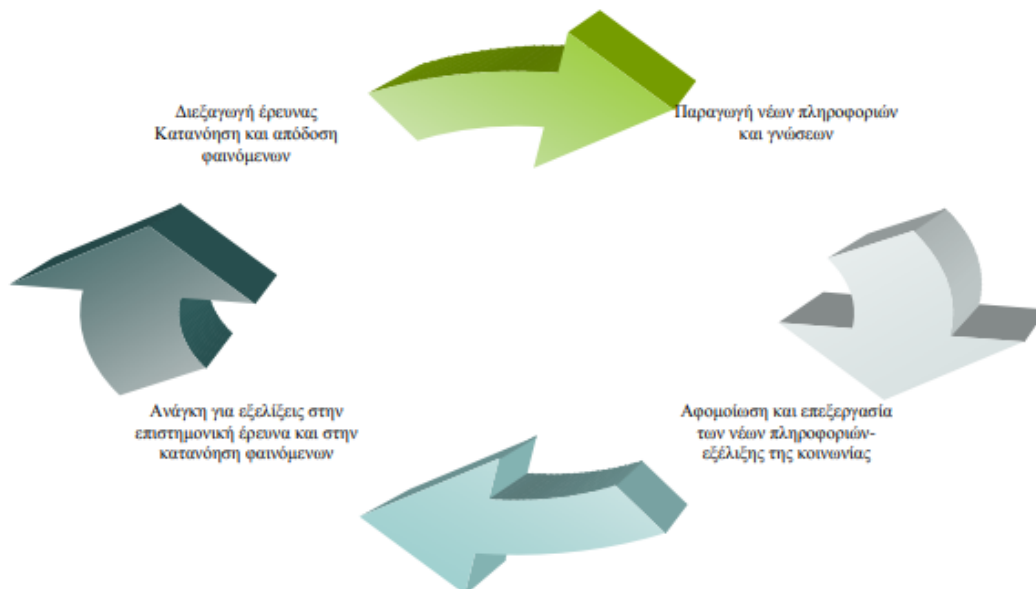 Διεξαγωγή έρευνας
Κατανόηση και απόδοση
φαινόμενων
Παραγωγή νέων πληροφοριών
και γνώσεων
Αφομοίωση και επεξεργασία
των νέων πληροφοριών-
εξέλιξης της κοινωνίας
Ανάγκη για εξελίξεις στην
επιστημονική έρευνα και στην
κατανόηση φαινόμενων